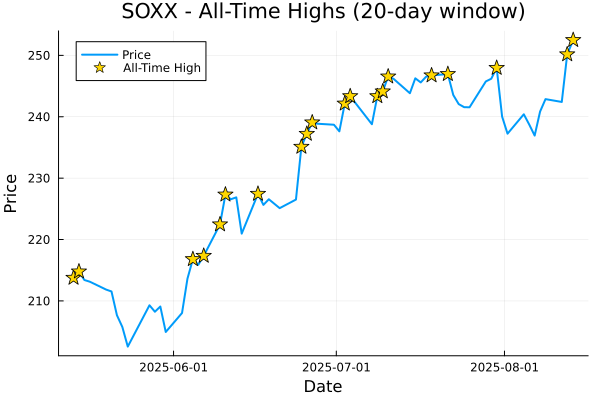 SOXX - All-Time Highs (20-day window)
Price
All-Time High
250
240
230
220
210
Price
2025-06-01
2025-07-01
2025-08-01
Date